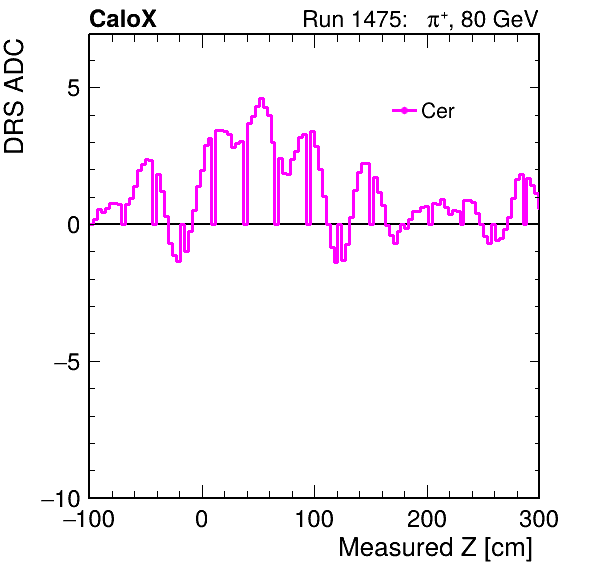 CaloX Run 1475: π⁺, 80 GeV
DRS ADC
5
0
−5
−10
Cer
−100 0 100 200 300
Measured Z [cm]